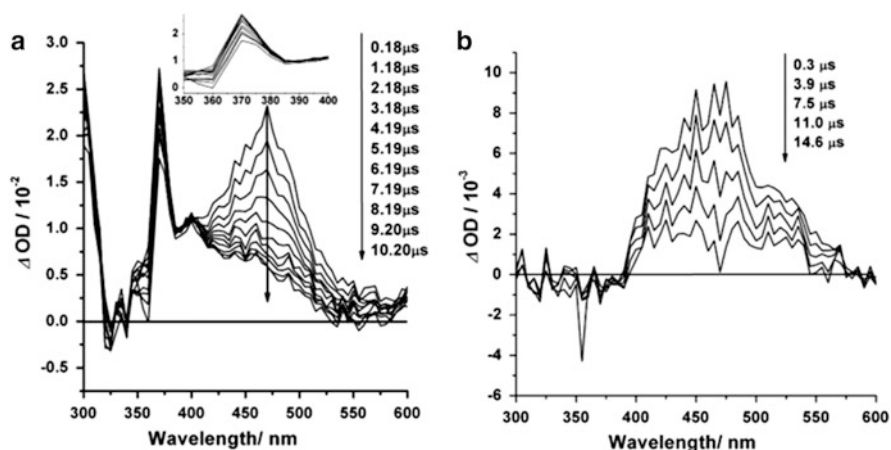 a
3.0
2.5
2.0
1.5
1.0
0.5
0.0
-0.5
300 350 400 450 500 550 600
Wavelength/ nm
Δ OD / 10⁻²
2
1
0
350 360 370 380 390 400
0.18µs
1.18µs
2.18µs
3.18µs
4.19µs
5.19µs
6.19µs
7.19µs
8.19µs
9.20µs
10.20µs
b
10
8
6
4
2
0
-2
-4
-6
300 350 400 450 500 550 600
Wavelength/ nm
Δ OD / 10⁻³
0.3 µs
3.9 µs
7.5 µs
11.0 µs
14.6 µs